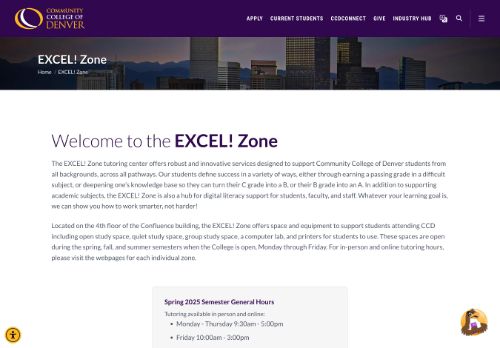 COMMUNITY
COLLEGE OF
DENVER
APPLY CURRENT STUDENTS CCDCONNECT GIVE INDUSTRY HUB
EXCEL! Zone
Home / EXCEL! Zone
Welcome to the EXCEL! Zone
The EXCEL! Zone tutoring center offers robust and innovative services designed to support Community College of Denver students from
all backgrounds, across all pathways. Our students define success in a variety of ways, either through earning a passing grade in a difficult
subject, or deepening one's knowledge base so they can turn their C grade into a B, or their B grade into an A. In addition to supporting
academic subjects, the EXCEL! Zone is also a hub for digital literacy support for students, faculty, and staff. Whatever your learning goal is,
we can show you how to work smarter, not harder!
Located on the 4th floor of the Confluence building, the EXCEL! Zone offers space and equipment to support students attending CCD
including open study space, quiet study space, group study space, a computer lab, and printers for students to use. These spaces are open
during the spring, fall, and summer semesters when the College is open, Monday through Friday. For in-person and online tutoring hours,
please visit the webpages for each individual zone.
Spring 2025 Semester General Hours
Tutoring available in person and online:
• Monday - Thursday 9:30am - 5:00pm
• Friday 10:00am - 3:00pm